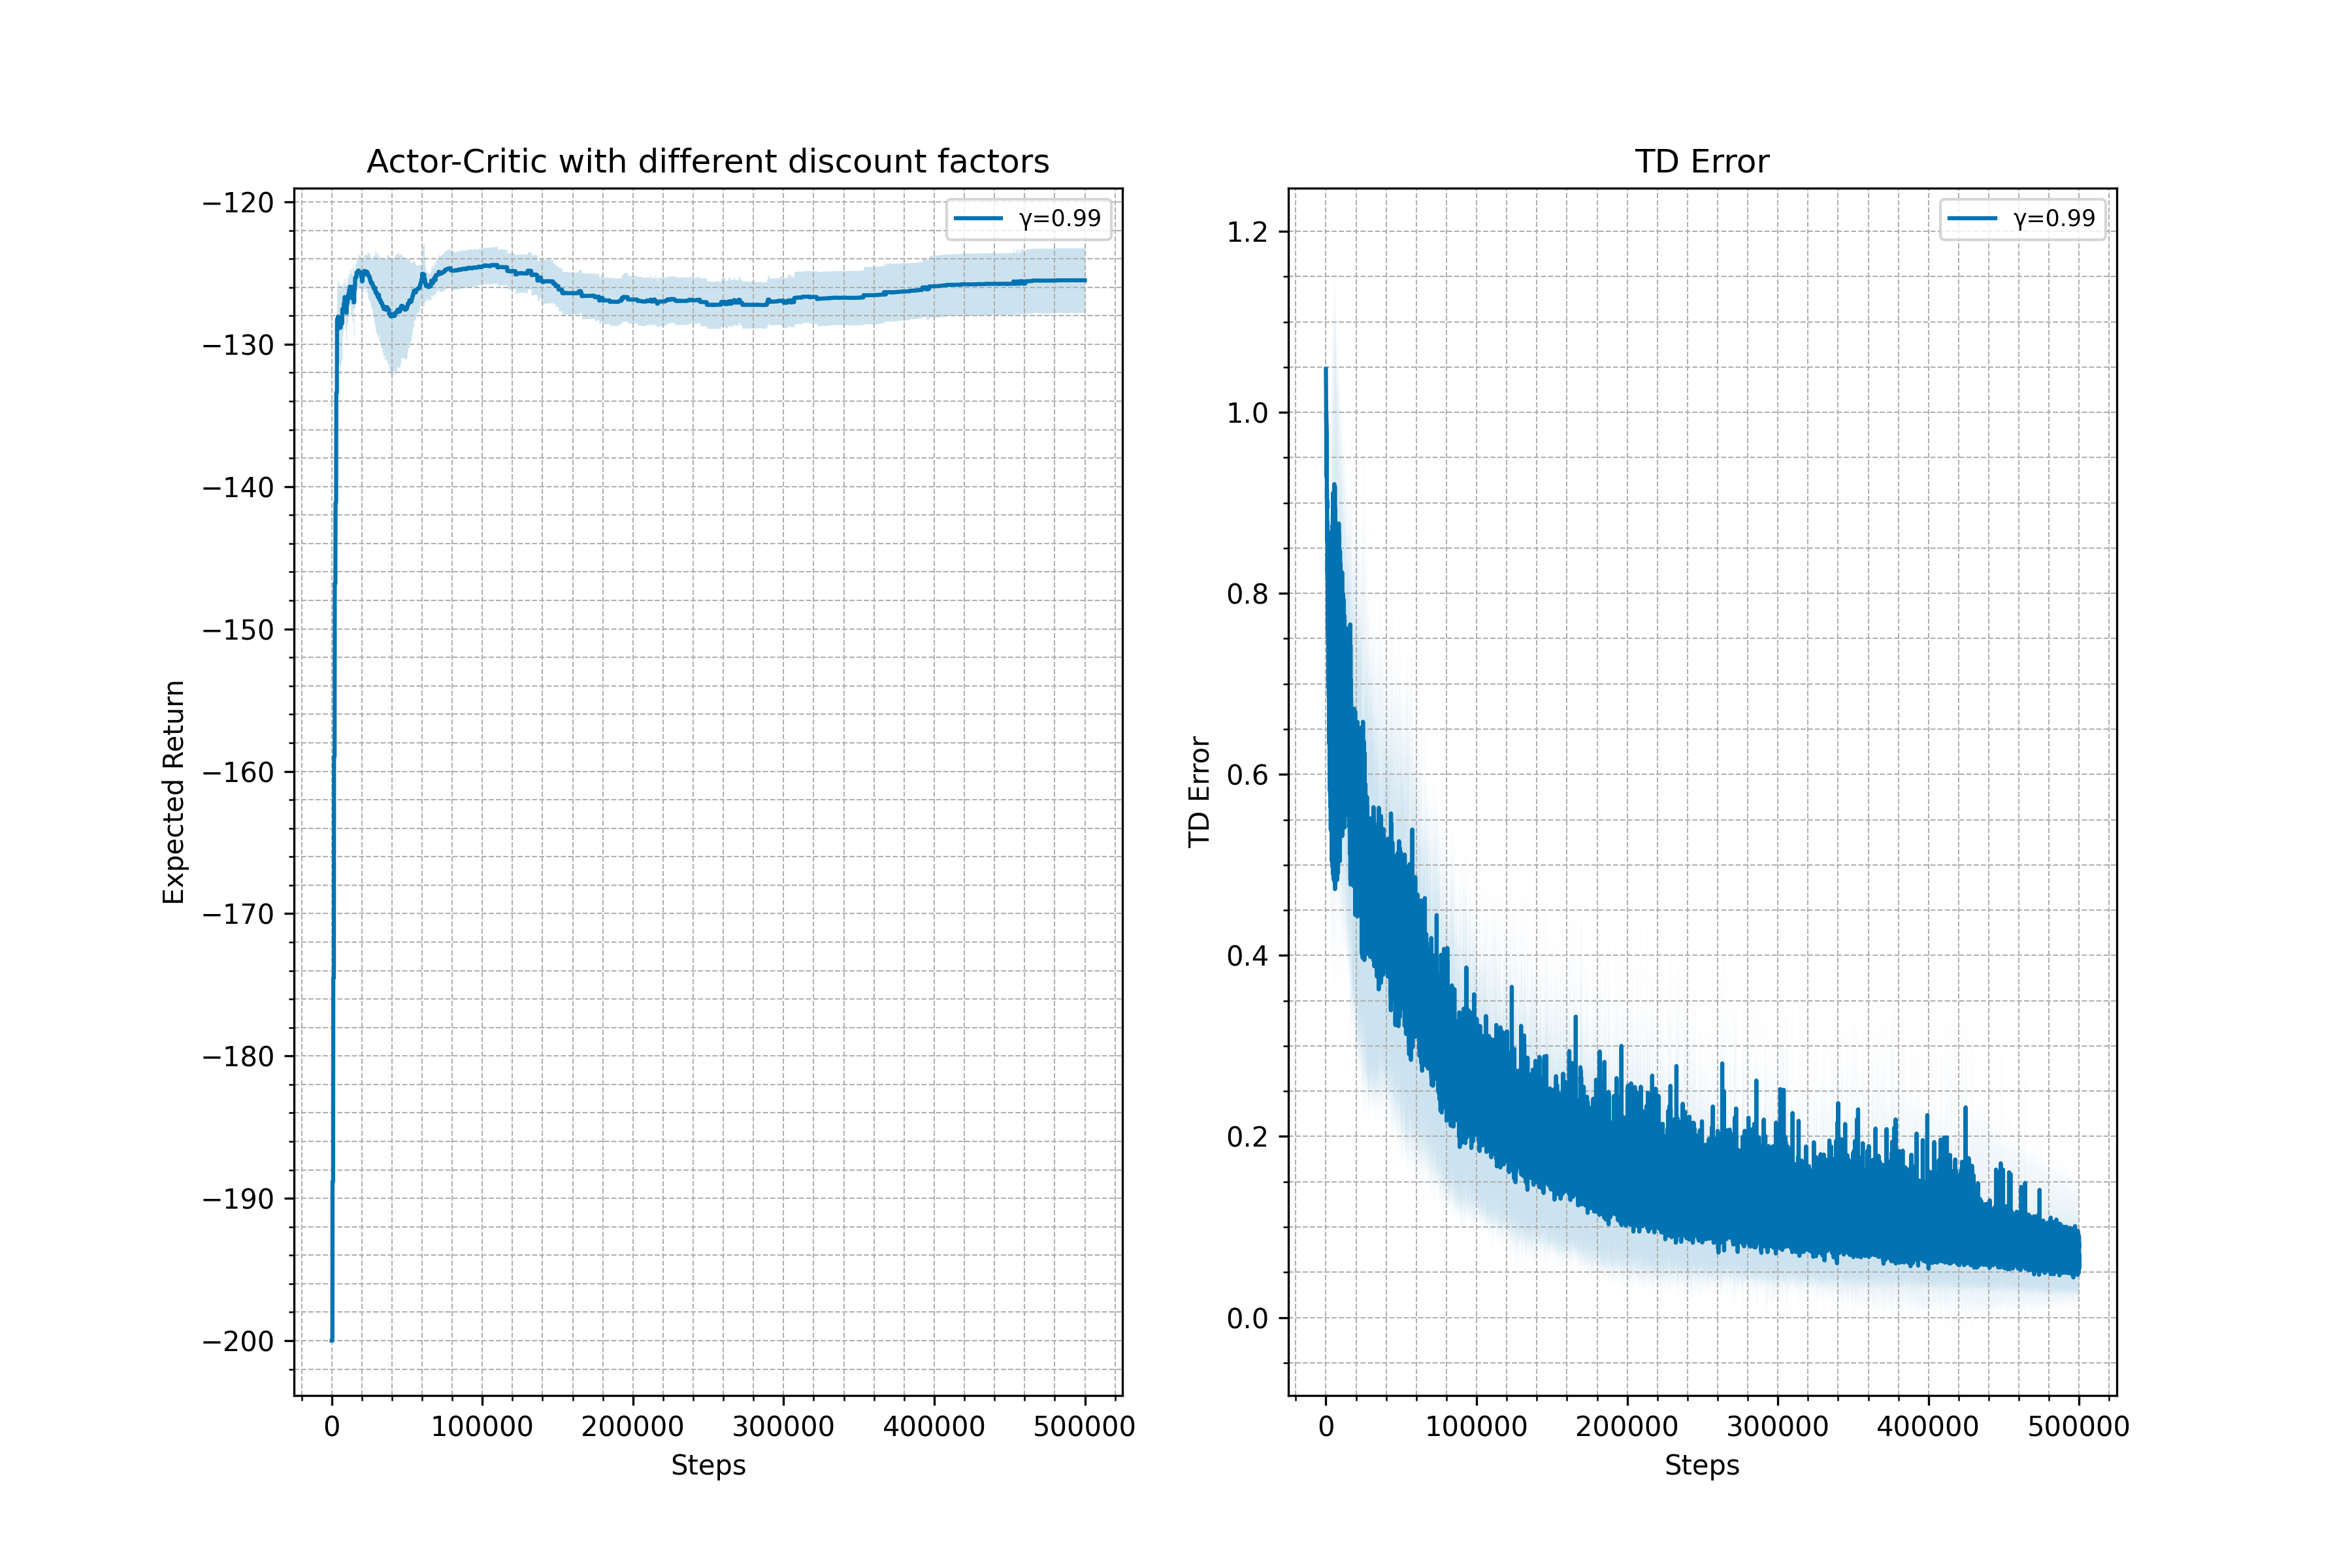 Actor-Critic with different discount factors
γ=0.99
−120
−130
−140
−150
−160
−170
−180
−190
−200
Expected Return
0 100000 200000 300000 400000 500000
Steps
TD Error
γ=0.99
1.2
1.0
0.8
0.6
0.4
0.2
0.0
TD Error
0 100000 200000 300000 400000 500000
Steps